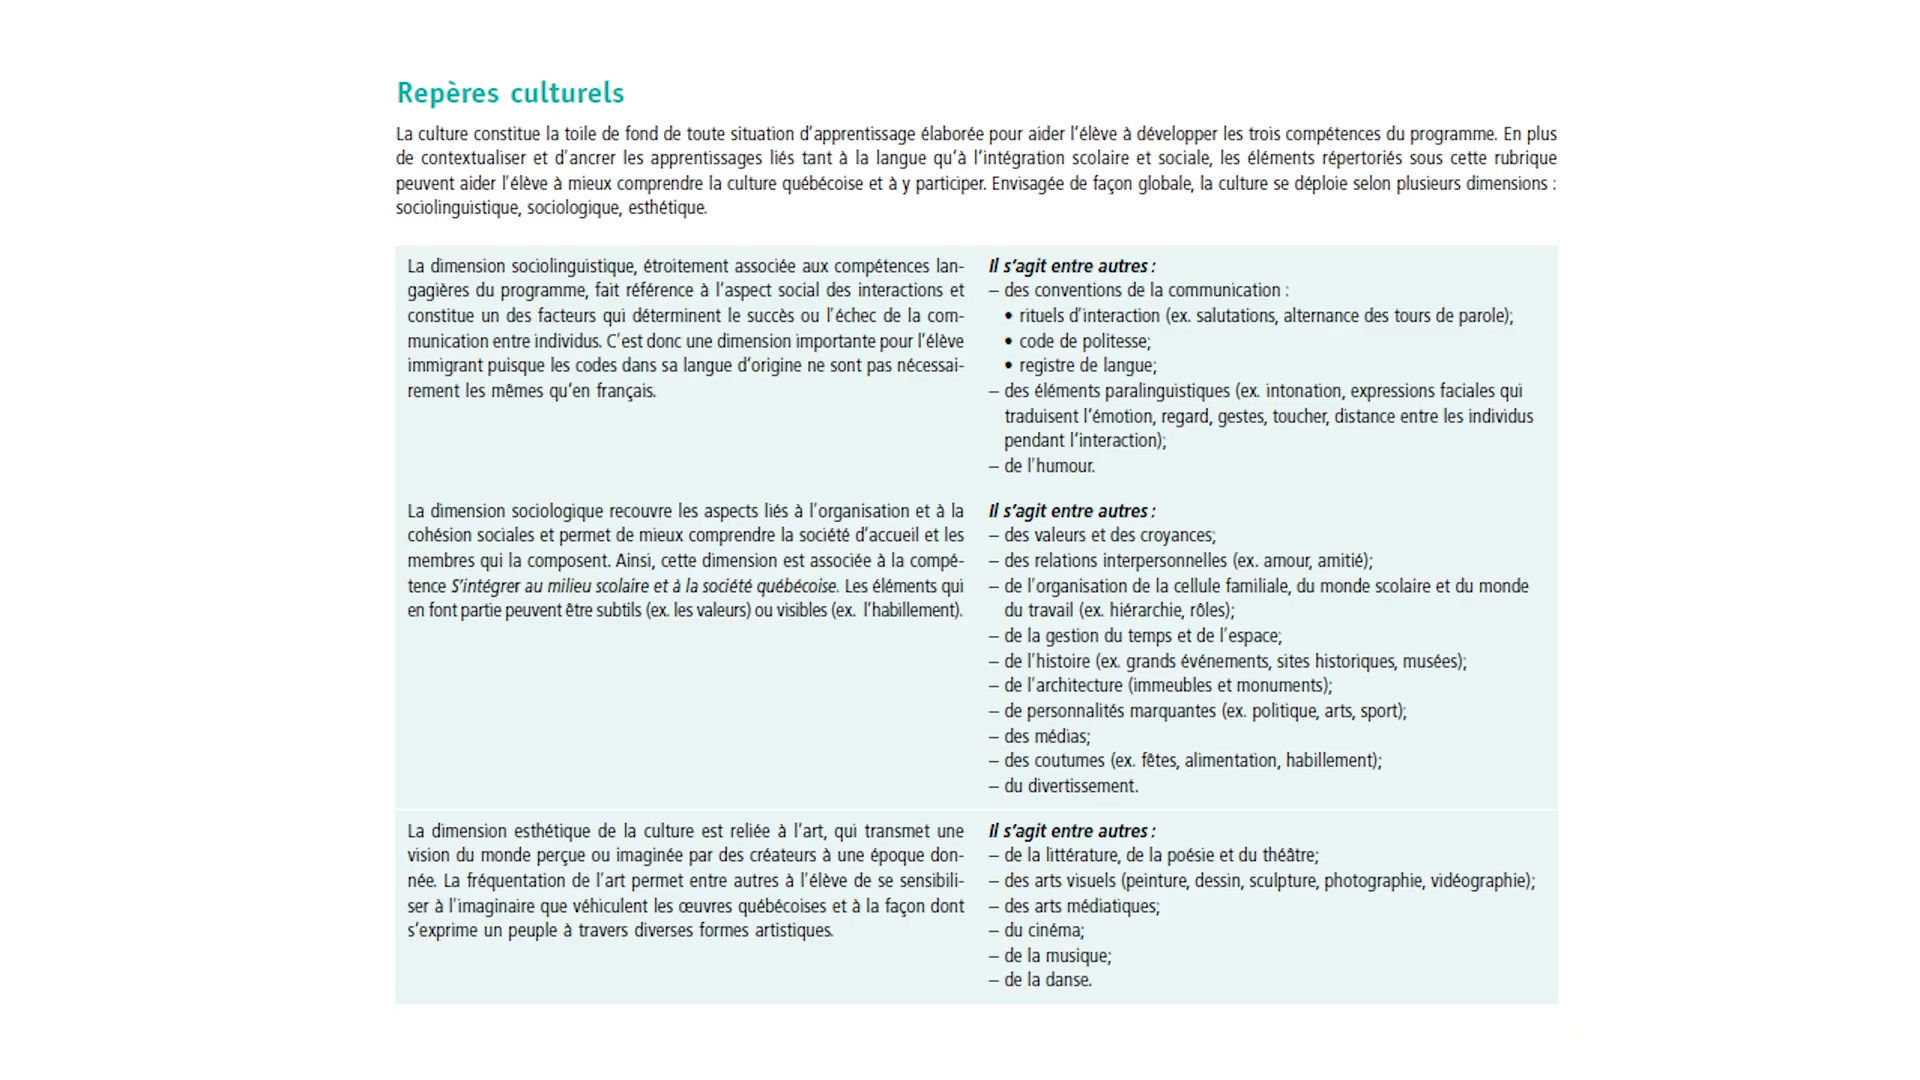 Repères culturels
La culture constitue la toile de fond de toute situation d'apprentissage élaborée pour aider l'élève à développer les trois compétences du programme. En plus
de contextualiser et d'ancrer les apprentissages liés tant à la langue qu'à l'intégration scolaire et sociale, les éléments répertoriés sous cette rubrique
peuvent aider l'élève à mieux comprendre la culture québécoise et à y participer. Envisagée de façon globale, la culture se déploie selon plusieurs dimensions :
sociolinguistique, sociologique, esthétique.
La dimension sociolinguistique, étroitement associée aux compétences lan-
gagières du programme, fait référence à l'aspect social des interactions et
constitue un des facteurs qui déterminent le succès ou l'échec de la com-
munication entre individus. C'est donc une dimension importante pour l'élève
immigrant puisque les codes dans sa langue d'origine ne sont pas nécessai-
rement les mêmes qu'en français.
Il s'agit entre autres :
– des conventions de la communication :
• rituels d'interaction (ex. salutations, alternance des tours de parole);
• code de politesse;
• registre de langue;
– des éléments paralinguistiques (ex. intonation, expressions faciales qui
traduisent l'émotion, regard, gestes, toucher, distance entre les individus
pendant l'interaction);
– de l'humour.
La dimension sociologique recouvre les aspects liés à l'organisation et à la
cohésion sociales et permet de mieux comprendre la société d'accueil et les
membres qui la composent. Ainsi, cette dimension est associée à la compé-
tence S'intégrer au milieu scolaire et à la société québécoise. Les éléments qui
en font partie peuvent être subtils (ex. les valeurs) ou visibles (ex. l'habillement).
Il s'agit entre autres :
– des valeurs et des croyances;
– des relations interpersonnelles (ex. amour, amitié);
– de l'organisation de la cellule familiale, du monde scolaire et du monde
du travail (ex. hiérarchie, rôles);
– de la gestion du temps et de l'espace;
– de l'histoire (ex. grands événements, sites historiques, musées);
– de l'architecture (immeubles et monuments);
– de personnalités marquantes (ex. politique, arts, sport);
– des médias;
– des coutumes (ex. fêtes, alimentation, habillement);
– du divertissement.
La dimension esthétique de la culture est reliée à l'art, qui transmet une
vision du monde perçue ou imaginée par des créateurs à une époque don-
née. La fréquentation de l'art permet entre autres à l'élève de se sensibili-
ser à l'imaginaire que véhiculent les œuvres québécoises et à la façon dont
s'exprime un peuple à travers diverses formes artistiques.
Il s'agit entre autres :
– de la littérature, de la poésie et du théâtre;
– des arts visuels (peinture, dessin, sculpture, photographie, vidéographie);
– des arts médiatiques;
– du cinéma;
– de la musique;
– de la danse.